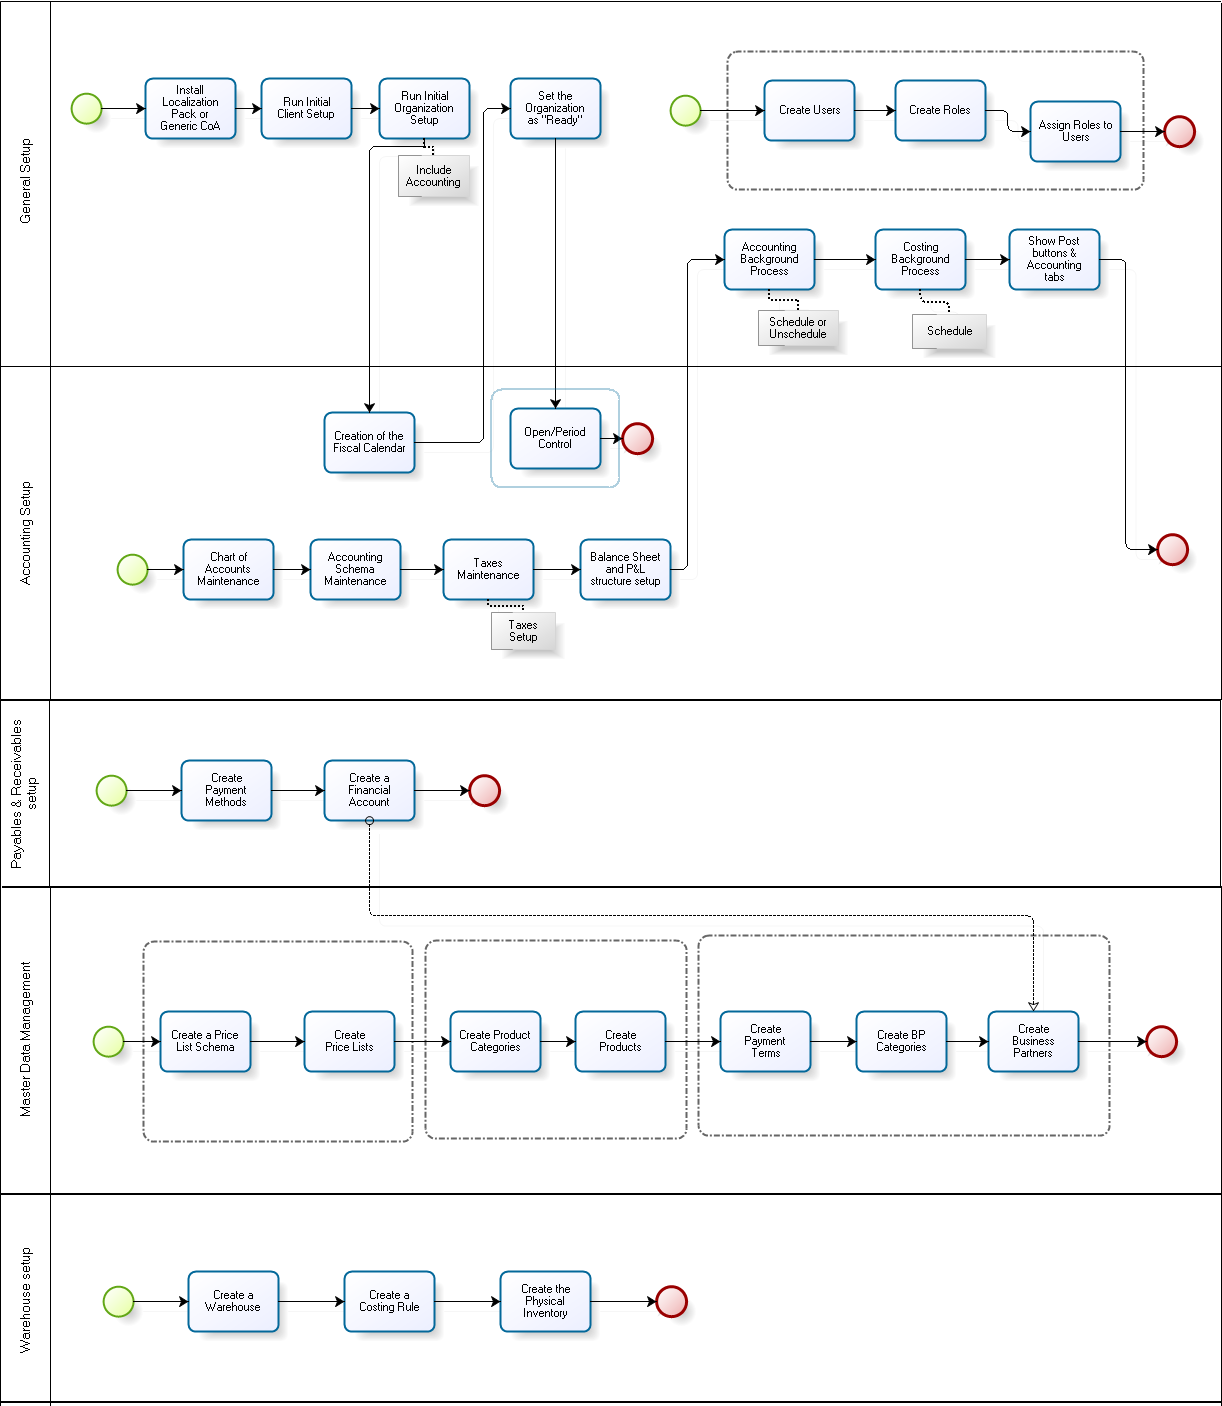 General Setup
Install
Localization
Pack or
Generic CoA
Run Initial
Client Setup
Run Initial
Organization
Setup
Include
Accounting
Set the
Organization
as "Ready"
Create Users
Create Roles
Assign Roles to
Users
Accounting
Background
Process
Schedule or
Unschedule
Costing
Background
Process
Schedule
Show Post
buttons &
Accounting
tabs
Accounting Setup
Creation of the
Fiscal Calendar
Open/Period
Control
Chart of
Accounts
Maintenance
Accounting
Schema
Maintenance
Taxes
Maintenance
Taxes
Setup
Balance Sheet
and P&L
structure setup
Payables & Receivables
setup
Create
Payment
Methods
Create a
Financial
Account
Master Data Management
Create a Price
List Schema
Create
Price Lists
Create Product
Categories
Create
Products
Create
Payment
Terms
Create BP
Categories
Create
Business
Partners
Warehouse setup
Create a
Warehouse
Create a
Costing Rule
Create the
Physical
Inventory